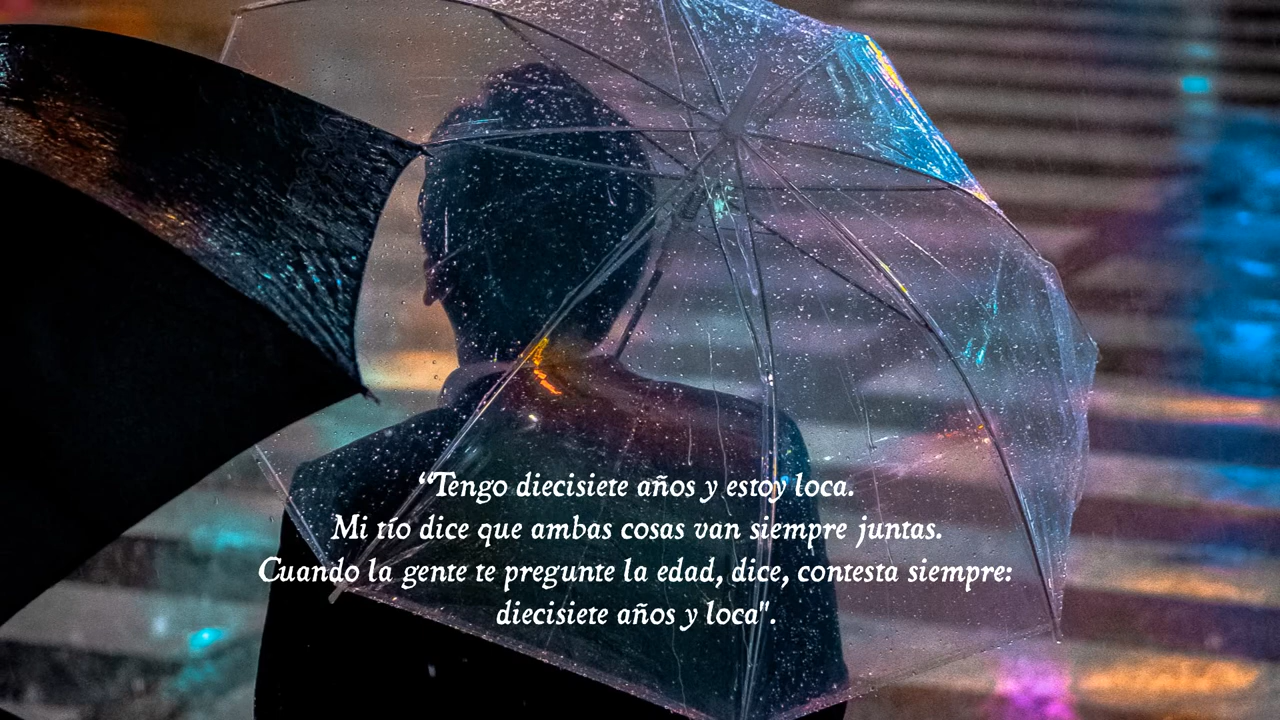 “Tengo diecisiete años y estoy loca.
Mi tío dice que ambas cosas van siempre juntas.
Cuando la gente te pregunte la edad, dice, contesta siempre:
diecisiete años y loca".